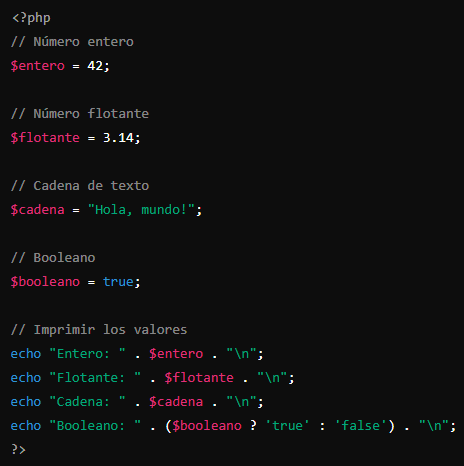 <?php
// Número entero
$entero = 42;
// Número flotante
$flotante = 3.14;
// Cadena de texto
$cadena = "Hola, mundo!";
// Booleano
$booleano = true;
// Imprimir los valores
echo "Entero: " . $entero . "\n";
echo "Flotante: " . $flotante . "\n";
echo "Cadena: " . $cadena . "\n";
echo "Booleano: " . ($booleano ? 'true' : 'false') . "\n";
?>